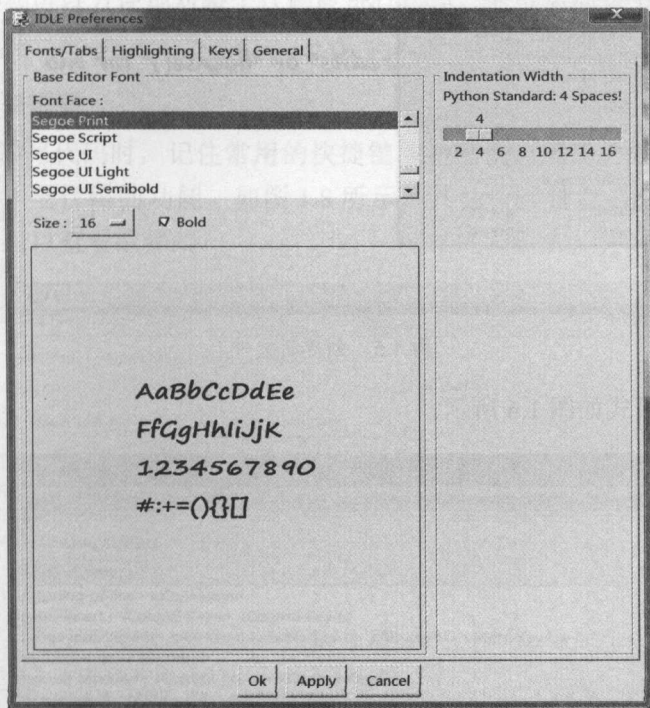 IDLE Preferences
X
Fonts/Tabs Highlighting Keys General
Base Editor Font
Font Face :
Segoe Print
Segoe Script
Segoe UI
Segoe UI Light
Segoe UI Semibold
Size : 16 Bold
AaBbCcDdEe
FfGgHhIiJjK
1234567890
#:+=(){}[]
Indentation Width
Python Standard: 4 Spaces!
4
2 4 6 8 10 12 14 16
Ok Apply Cancel